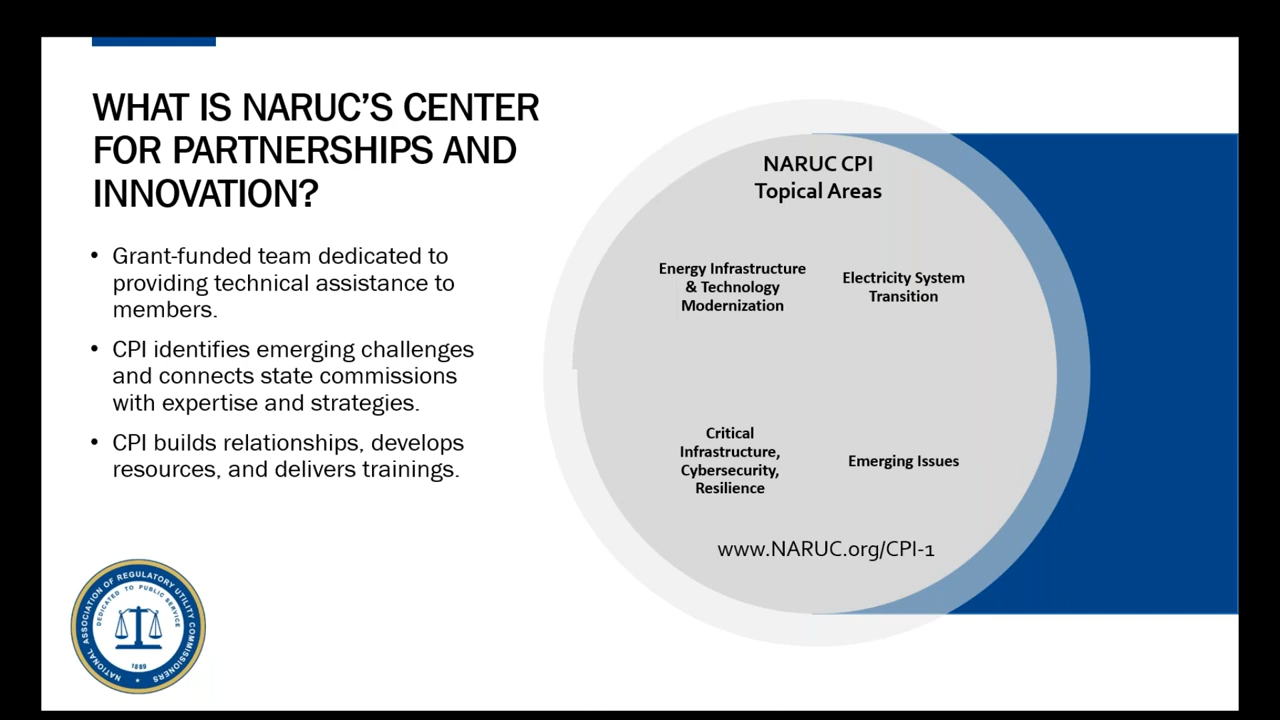 WHAT IS NARUC’S CENTER
FOR PARTNERSHIPS AND
INNOVATION?
• Grant-funded team dedicated to
providing technical assistance to
members.
• CPI identifies emerging challenges
and connects state commissions
with expertise and strategies.
• CPI builds relationships, develops
resources, and delivers trainings.
NARUC CPI
Topical Areas
Energy Infrastructure
& Technology
Modernization
Electricity System
Transition
Critical
Infrastructure,
Cybersecurity,
Resilience
Emerging Issues
www.NARUC.org/CPI-1
NATIONAL ASSOCIATION OF REGULATORY UTILITY COMMISSIONERS
DEDICATED TO PUBLIC SERVICE
1889